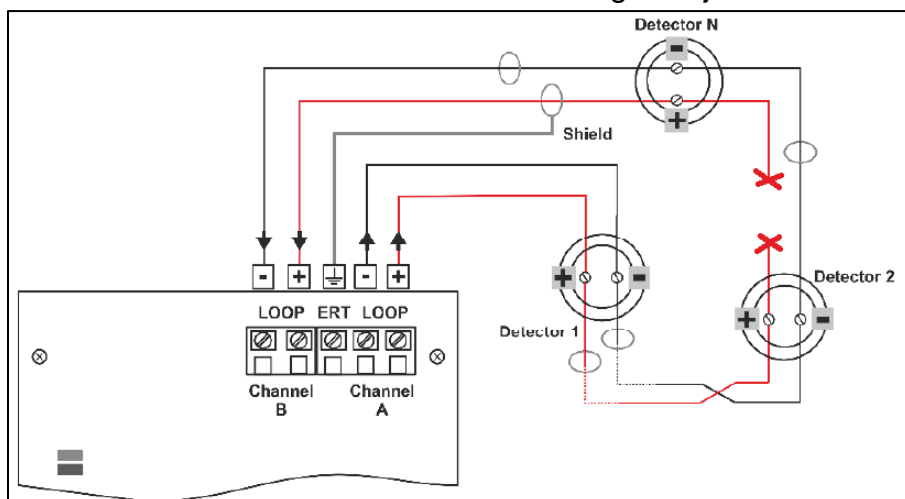 Detector N
-
+
Shield
- + - +
+ -
Detector 1
+ -
Detector 2
LOOP ERT LOOP
Channel B
Channel A